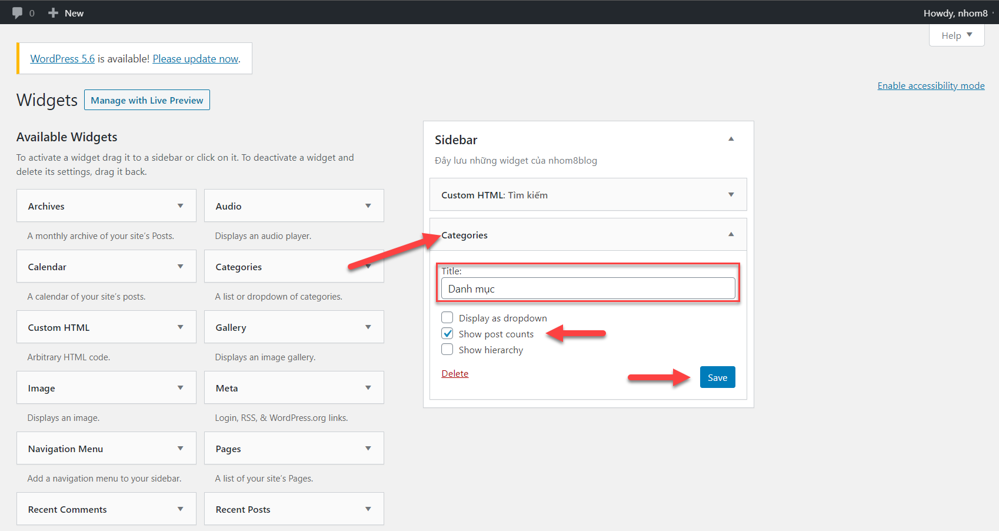 0 New
Howdy, nhom8
Help
WordPress 5.6 is available! Please update now.
Enable accessibility mode
Widgets
Manage with Live Preview
Available Widgets
To activate a widget drag it to a sidebar or click on it. To deactivate a widget and
delete its settings, drag it back.
Archives
Audio
A monthly archive of your site’s Posts.
Displays an audio player.
Calendar
Categories
A calendar of your site’s posts.
A list or dropdown of categories.
Custom HTML
Gallery
Arbitrary HTML code.
Displays an image gallery.
Image
Meta
Displays an image.
Login, RSS, & WordPress.org links.
Navigation Menu
Pages
Add a navigation menu to your sidebar.
A list of your site’s Pages.
Recent Comments
Recent Posts
Sidebar
Đây lưu những widget của nhom8blog
Custom HTML: Tìm kiếm
Categories
Title:
Danh mục
Display as dropdown
Show post counts
Show hierarchy
Delete
Save